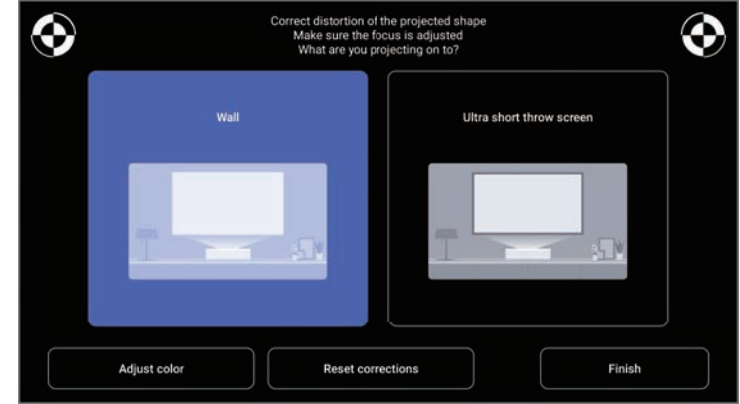 Correct distortion of the projected shape
Make sure the focus is adjusted
What are you projecting on to?
Wall
Ultra short throw screen
Adjust color
Reset corrections
Finish